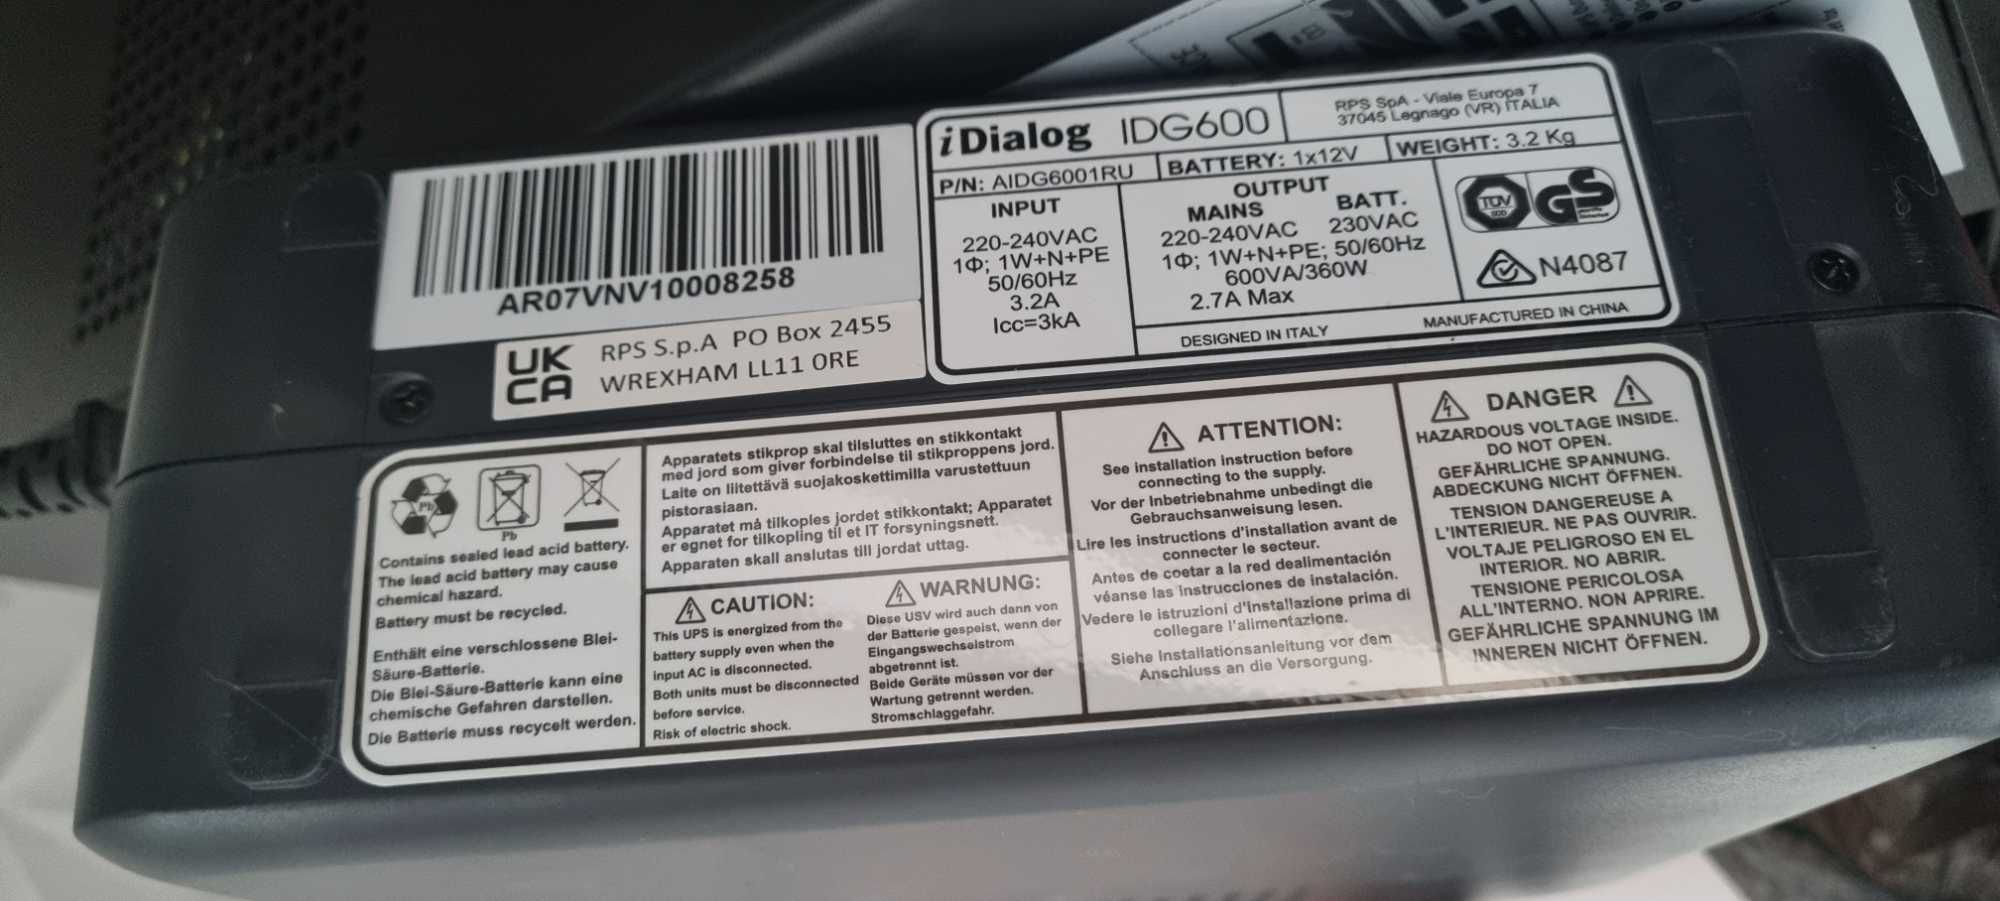 AR07VNV10008258
UK
CA
RPS S.p.A PO Box 2455
WREXHAM LL11 0RE
iDialog IDG600
RPS SpA - Viale Europa 7
37045 Legnago (VR) ITALIA
P/N: AIDG6001RU
BATTERY: 1x12V
WEIGHT: 3.2 Kg
INPUT
220-240VAC
1Φ; 1W+N+PE
50/60Hz
3.2A
Icc=3kA
OUTPUT
MAINS BATT.
220-240VAC 230VAC
1Φ; 1W+N+PE; 50/60Hz
600VA/360W
2.7A Max
TÜV
SÜD
GS
N4087
DESIGNED IN ITALY
MANUFACTURED IN CHINA
Pb
Pb
Contains sealed lead acid battery.
The lead acid battery may cause
chemical hazard.
Battery must be recycled.
Enthält eine verschlossene Blei-
Säure-Batterie.
Die Blei-Säure-Batterie kann eine
chemische Gefahren darstellen.
Die Batterie muss recycelt werden.
Apparatets stikprop skal tilsluttes en stikkontakt
med jord som giver forbindelse til stikproppens jord.
Laite on liitettävä suojakoskettimilla varustettuun
pistorasiaan.
Apparatet må tilkoples jordet stikkontakt; Apparatet
er egnet for tilkopling til et IT forsyningsnett.
Apparaten skall anslutas till jordat uttag.
CAUTION:
This UPS is energized from the
battery supply even when the
input AC is disconnected.
Both units must be disconnected
before service.
Risk of electric shock.
WARNUNG:
Diese USV wird auch dann von
der Batterie gespeist, wenn der
Eingangswechselstrom
abgetrennt ist.
Beide Geräte müssen vor der
Wartung getrennt werden.
Stromschlaggefahr.
ATTENTION:
See installation instruction before
connecting to the supply.
Vor der Inbetriebnahme unbedingt die
Gebrauchsanweisung lesen.
Lire les instructions d'installation avant de
connecter le secteur.
Antes de coetar a la red dealimentación
véanse las instrucciones de instalación.
Vedere le istruzioni d'installazione prima di
collegare l'alimentazione.
Siehe Installationsanleitung vor dem
Anschluss an die Versorgung.
DANGER
HAZARDOUS VOLTAGE INSIDE.
DO NOT OPEN.
GEFÄHRLICHE SPANNUNG.
ABDECKUNG NICHT ÖFFNEN.
TENSION DANGEREUSE A
L'INTERIEUR. NE PAS OUVRIR.
VOLTAJE PELIGROSO EN EL
INTERIOR. NO ABRIR.
TENSIONE PERICOLOSA
ALL'INTERNO. NON APRIRE.
GEFÄHRLICHE SPANNUNG IM
INNEREN NICHT ÖFFNEN.